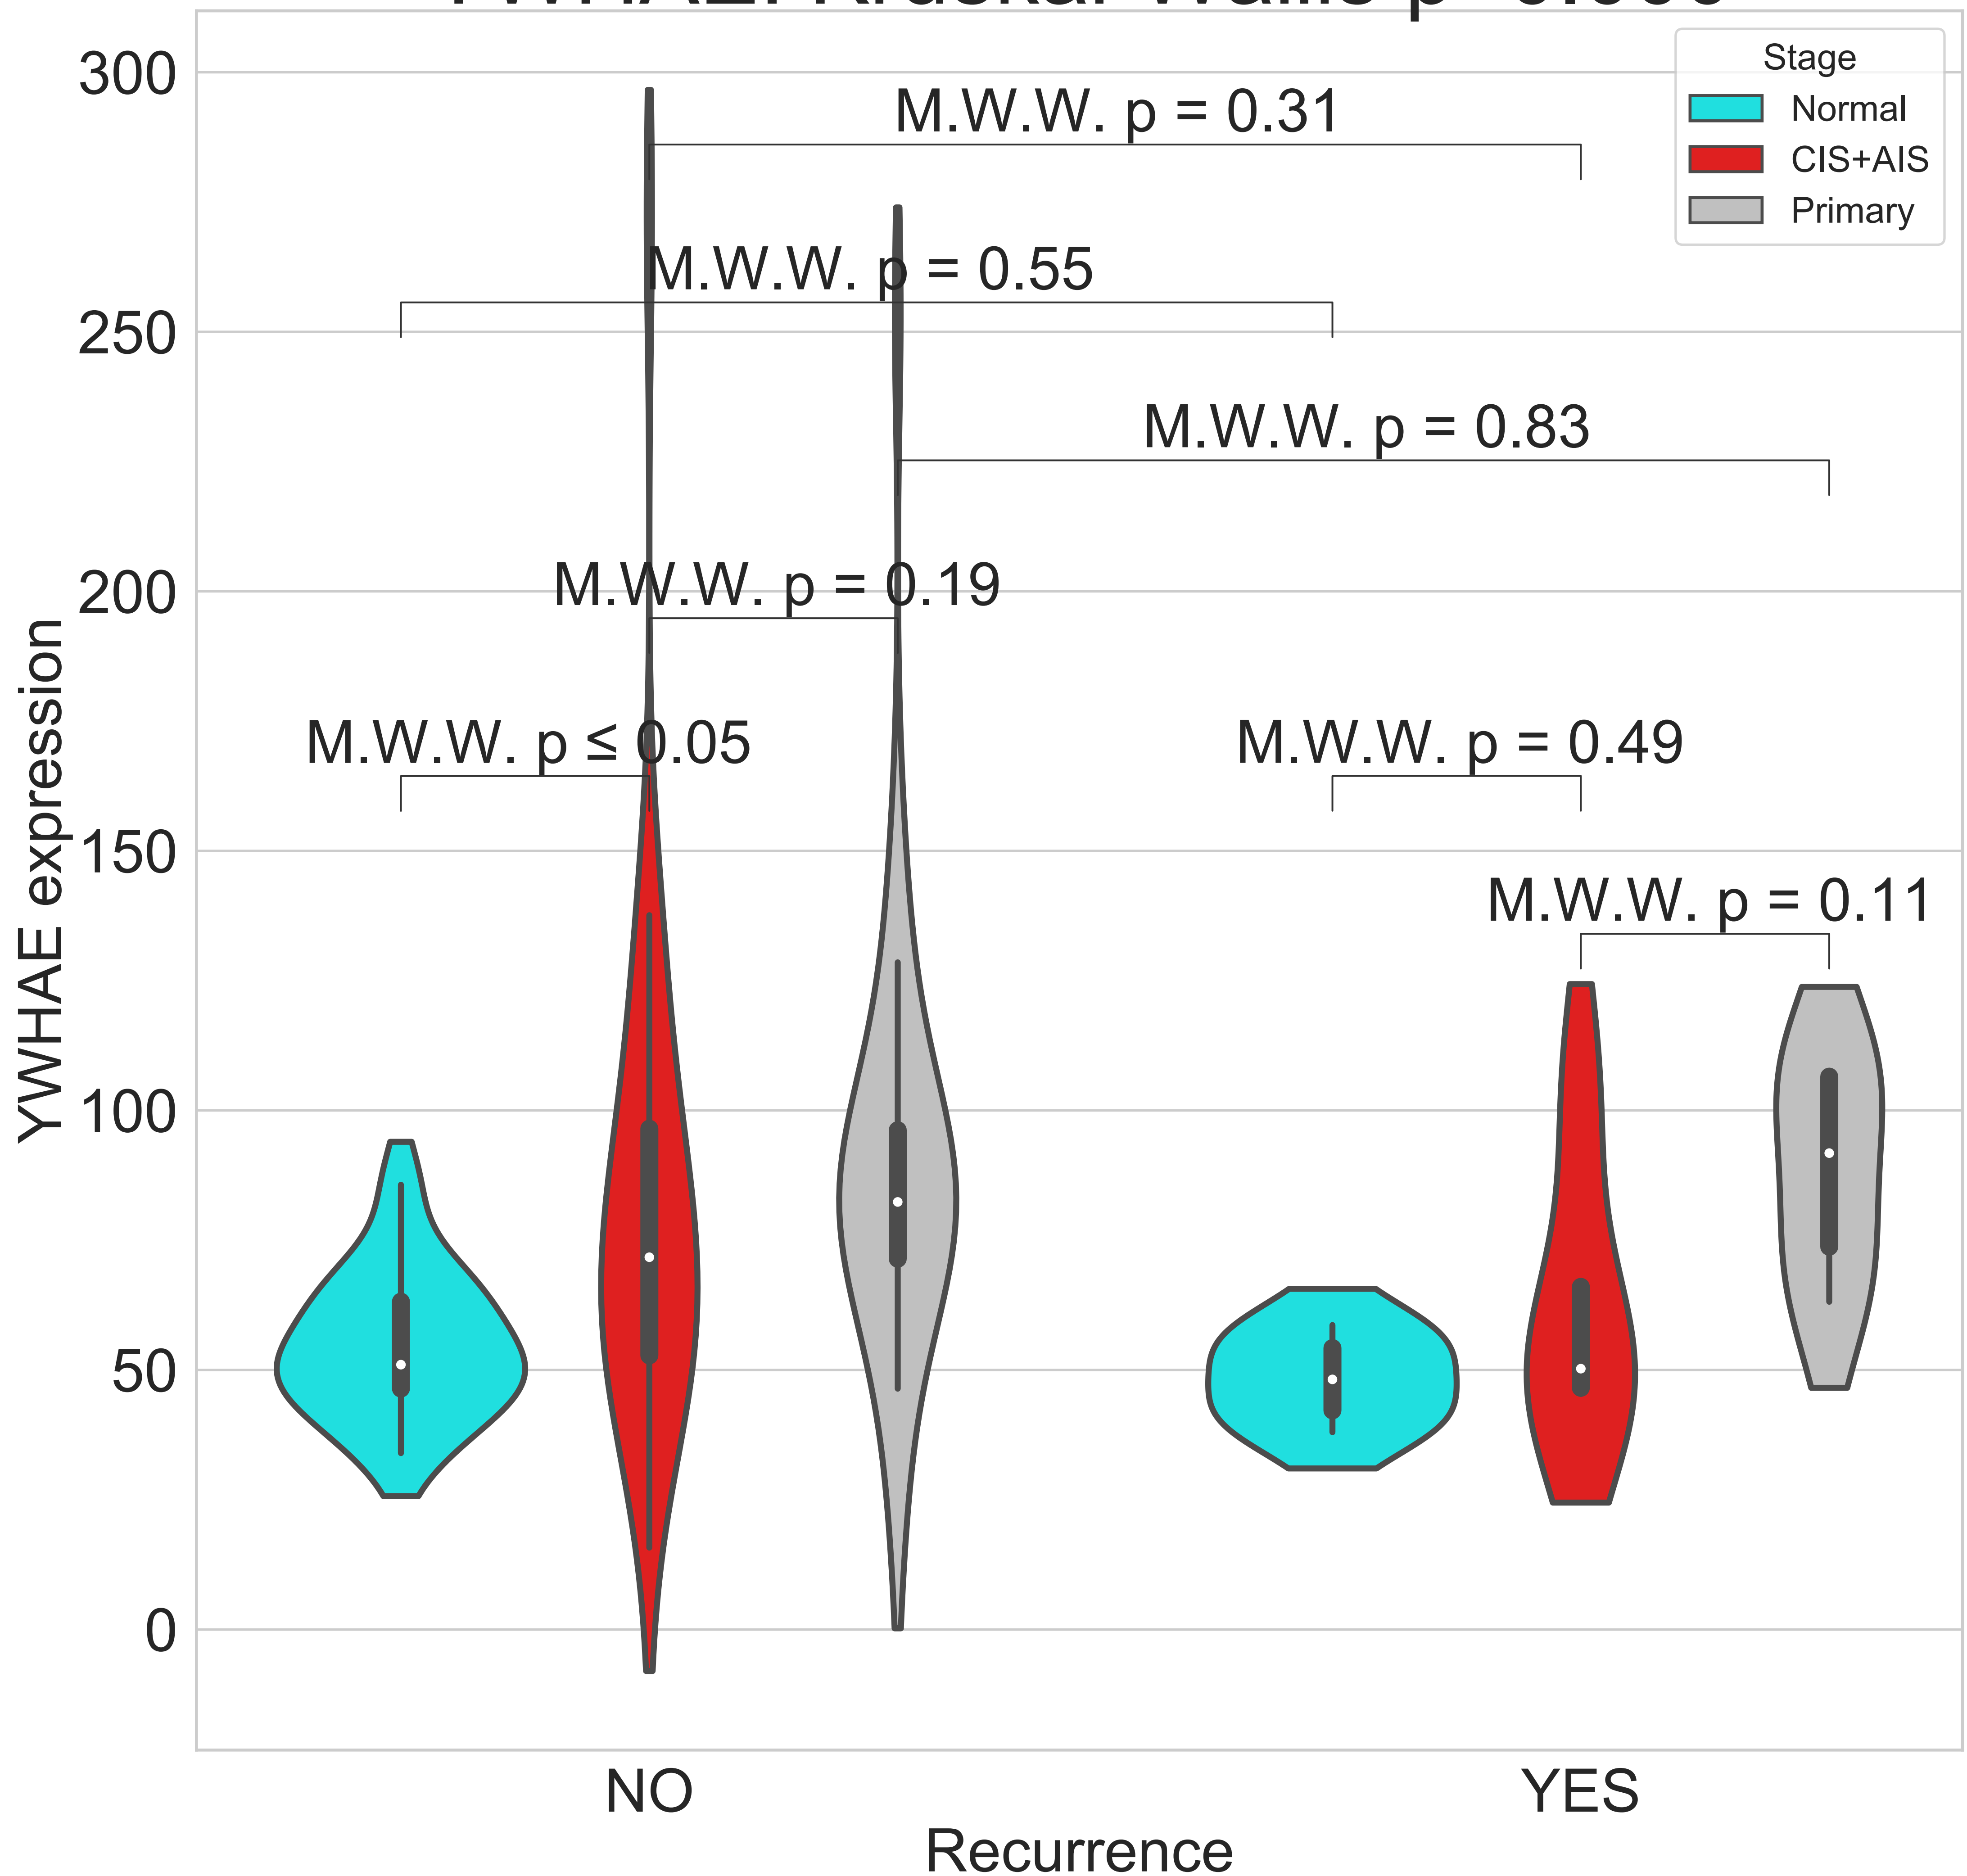 300
250
200
150
100
50
0
YWHAE expression
Stage
Normal
CIS+AIS
Primary
M.W.W. p = 0.31
M.W.W. p = 0.55
M.W.W. p = 0.83
M.W.W. p = 0.19
M.W.W. p ≤ 0.05
M.W.W. p = 0.49
M.W.W. p = 0.11
NO
YES
Recurrence